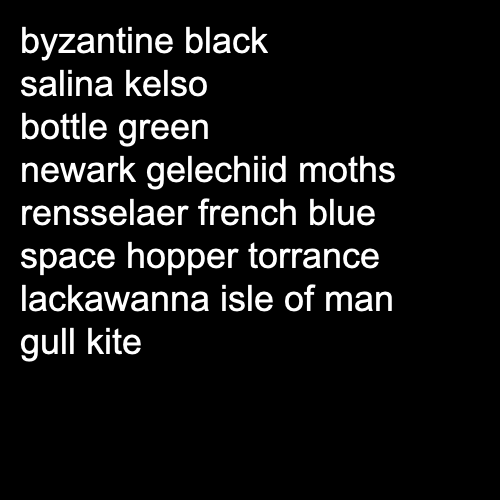 byzantine black
salina kelso
bottle green
newark gelechiid moths
rensselaer french blue
space hopper torrance
lackawanna isle of man
gull kite